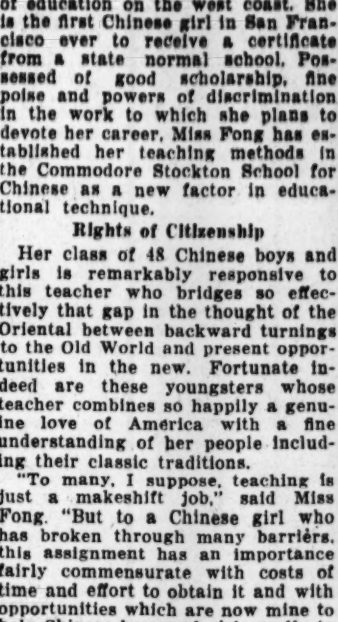 of education on the west coast. She
is the first Chinese girl in San Fran-
cisco ever to receive a certificate
from a state normal school. Pos-
sessed of good scholarship, fine
poise and powers of discrimination
in the work to which she plans to
devote her career, Miss Fong has es-
tablished her teaching methods in
the Commodore Stockton School for
Chinese as a new factor in educa-
tional technique.
Rights of Citizenship
Her class of 48 Chinese boys and
girls is remarkably responsive to
this teacher who bridges so effec-
tively that gap in the thought of the
Oriental between backward turnings
to the Old World and present oppor-
tunities in the new. Fortunate in-
deed are these youngsters whose
teacher combines so happily a genu-
ine love of America with a fine
understanding of her people includ-
ing their classic traditions.
"To many, I suppose, teaching is
just a makeshift job," said Miss
Fong. "But to a Chinese girl who
has broken through many barriers,
this assignment has an importance
fairly commensurate with costs of
time and effort to obtain it and with
opportunities which are now mine to